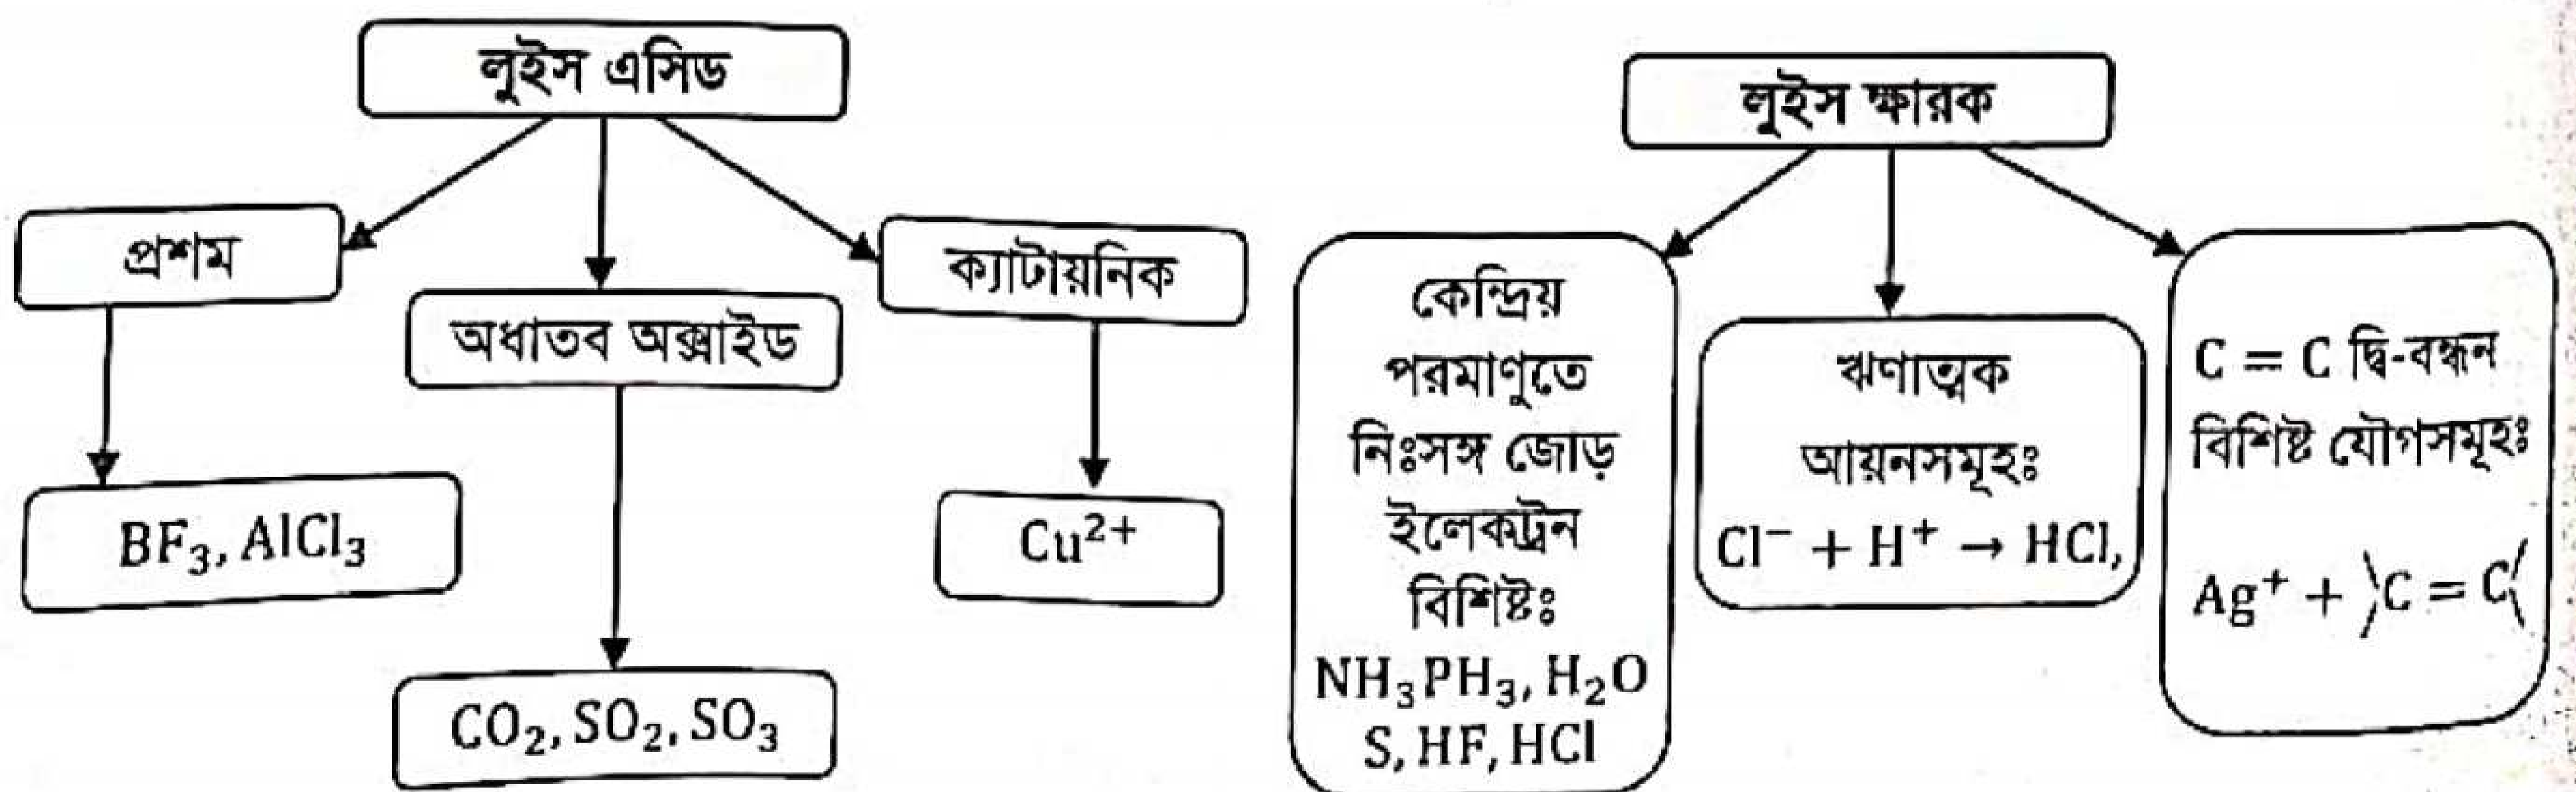 লুইস এসিড
প্রশম
অধাতব অক্সাইড
ক্যাটায়নিক
BF₃, AlCl₃
CO₂, SO₂, SO₃
Cu²⁺
লুইস ক্ষারক
কেন্দ্রিয়
পরমাণুতে
নিঃসঙ্গ জোড়
ইলেকট্রন
বিশিষ্টঃ
NH₃PH₃, H₂O
S, HF, HCl
ঋণাত্মক
আয়নসমূহঃ
Cl⁻ + H⁺ → HCl,
C = C দ্বি-বন্ধন
বিশিষ্ট যৌগসমূহঃ
Ag⁺ + C = C